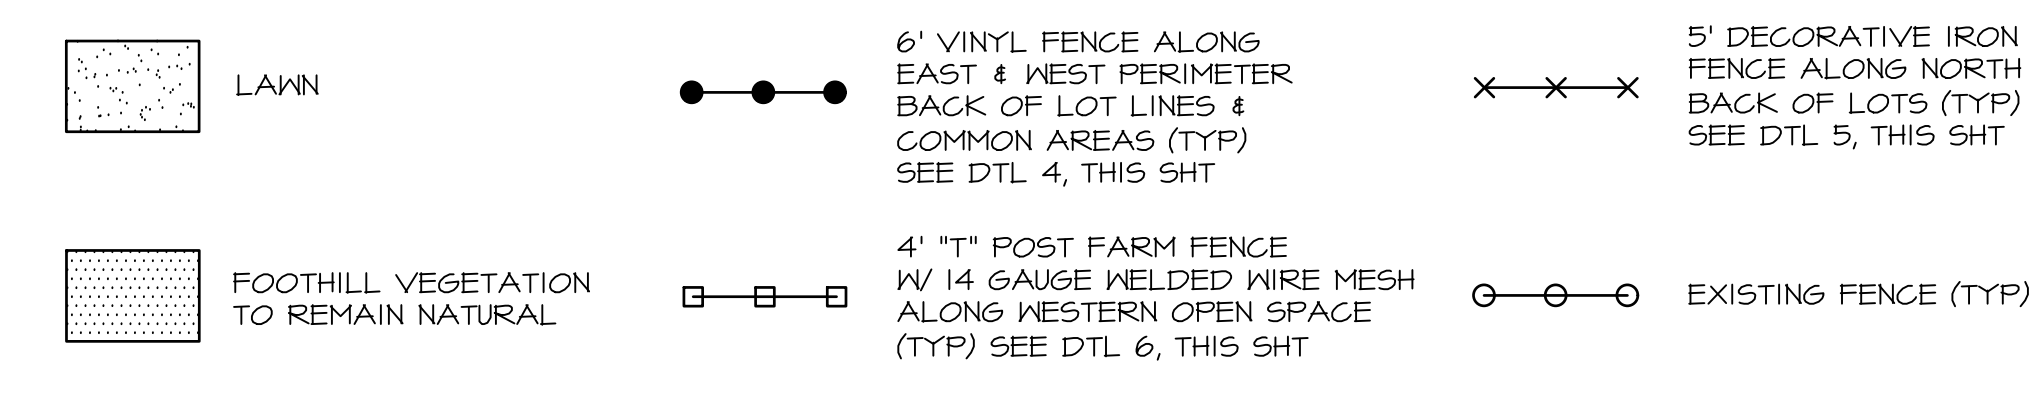 LAWN
6' VINYL FENCE ALONG
EAST & WEST PERIMETER
BACK OF LOT LINES &
COMMON AREAS (TYP)
SEE DTL 4, THIS SHT
5' DECORATIVE IRON
FENCE ALONG NORTH
BACK OF LOTS (TYP)
SEE DTL 5, THIS SHT
FOOTHILL VEGETATION
TO REMAIN NATURAL
4' "T" POST FARM FENCE
W/ 14 GAUGE WELDED WIRE MESH
ALONG WESTERN OPEN SPACE
(TYP) SEE DTL 6, THIS SHT
EXISTING FENCE (TYP)